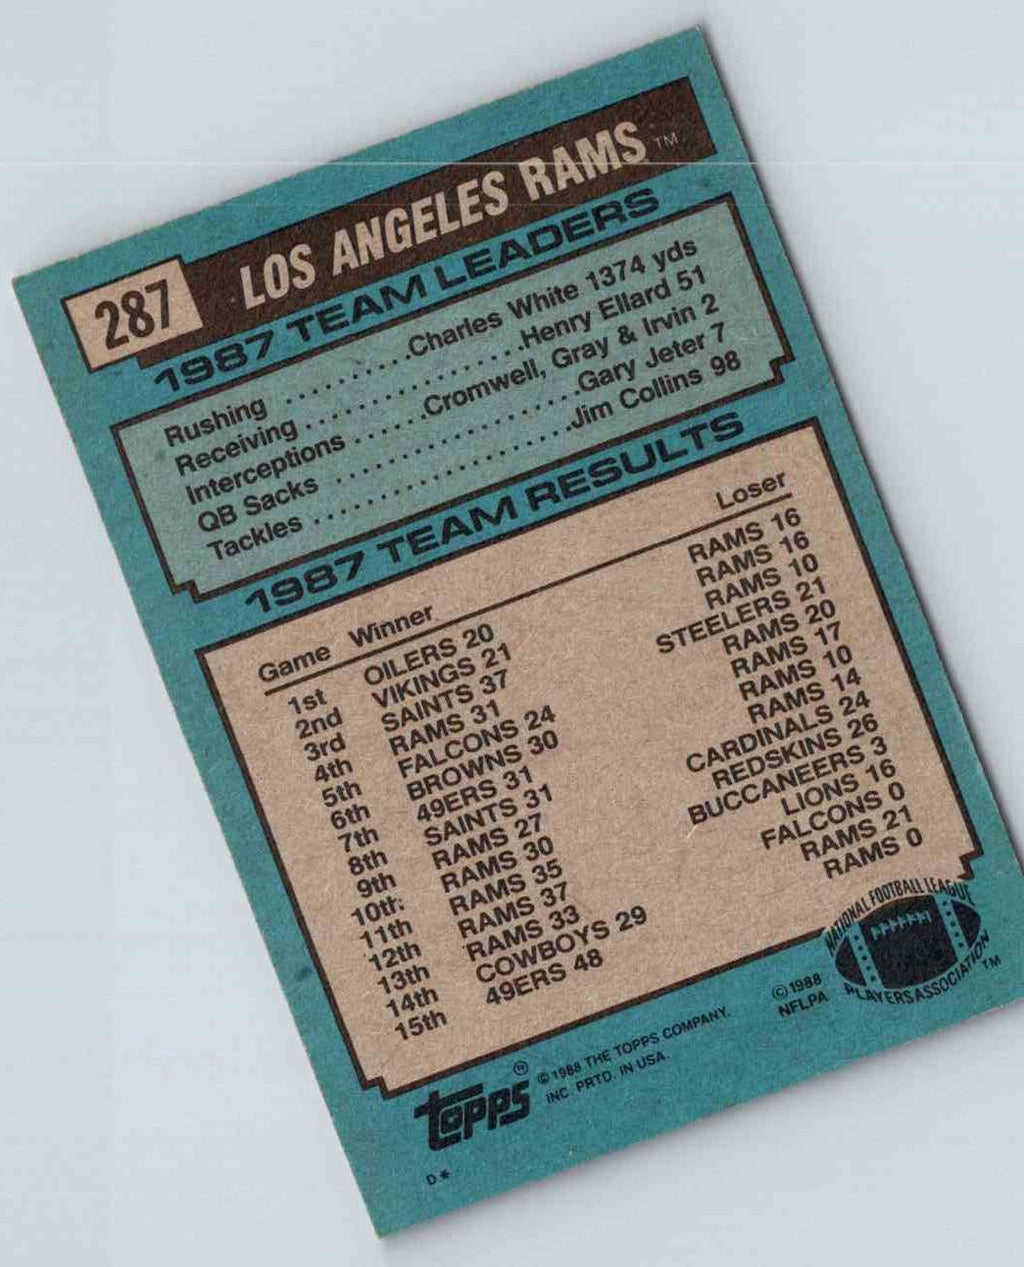 287 LOS ANGELES RAMS ™
1987 TEAM LEADERS
Rushing ..............Charles White 1374 yds
Receiving ......................Henry Ellard 51
Interceptions ......Cromwell, Gray & Irvin 2
QB Sacks ......................Gary Jeter 7
Tackles ......................Jim Collins 98
1987 TEAM RESULTS
Game Winner Loser
1st OILERS 20 RAMS 16
2nd VIKINGS 21 RAMS 16
3rd SAINTS 37 RAMS 10
4th RAMS 31 STEELERS 21
5th FALCONS 24 RAMS 20
6th BROWNS 30 RAMS 17
7th 49ERS 31 RAMS 10
8th SAINTS 31 RAMS 14
9th RAMS 27 CARDINALS 24
10th RAMS 30 REDSKINS 26
11th RAMS 35 BUCCANEERS 3
12th RAMS 37 LIONS 16
13th RAMS 33 FALCONS 0
14th COWBOYS 29 RAMS 21
15th 49ERS 48 RAMS 0
topps ®
© 1988 THE TOPPS COMPANY.
INC. PRTD. IN USA.
© 1988
NFLPA
NATIONAL FOOTBALL LEAGUE
PLAYERS ASSOCIATION ™
D*